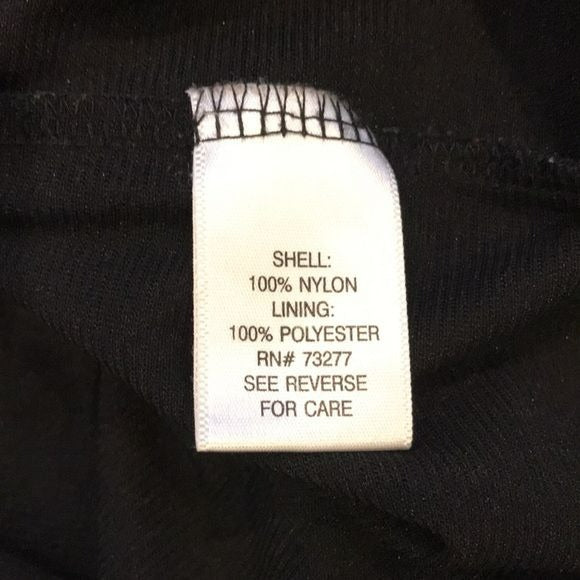 SHELL:
100% NYLON
LINING:
100% POLYESTER
RN# 73277
SEE REVERSE
FOR CARE